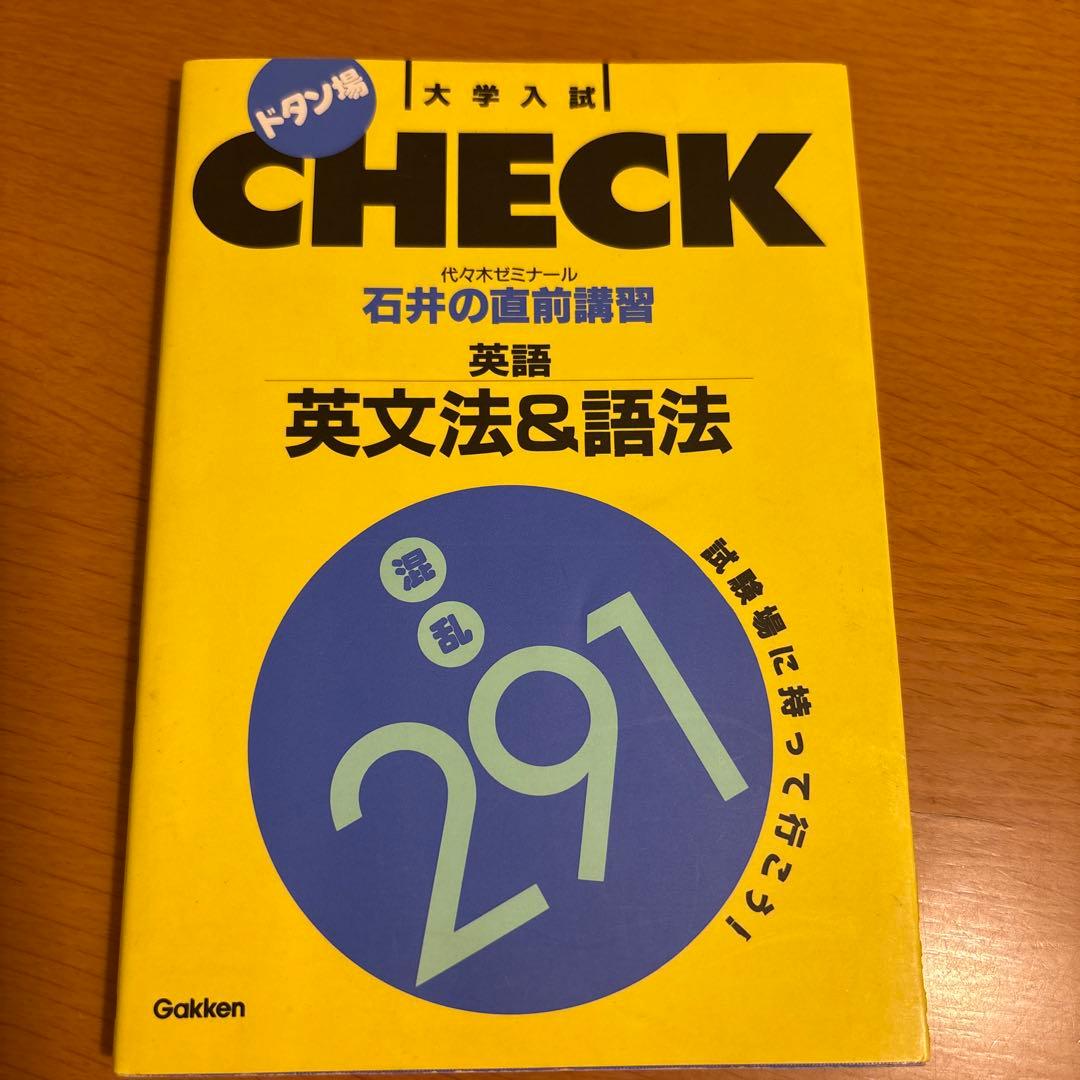 ドタン場
大学入試
CHECK
代々木ゼミナール
石井の直前講習
英語
英文法&語法
混乱
291
試験場に持って行こう!
Gakken